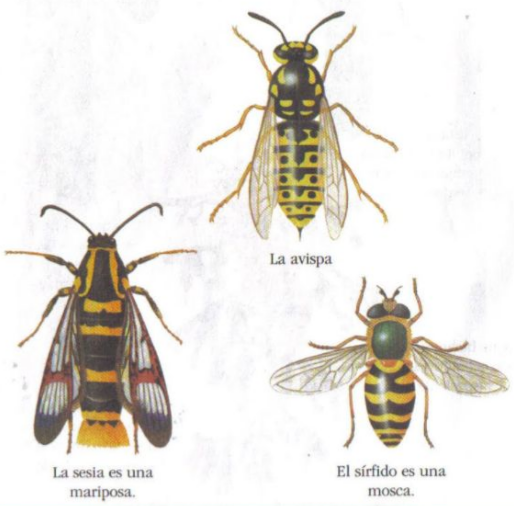 La avispa
La sesia es una
mariposa.
El sírfido es una
mosca.